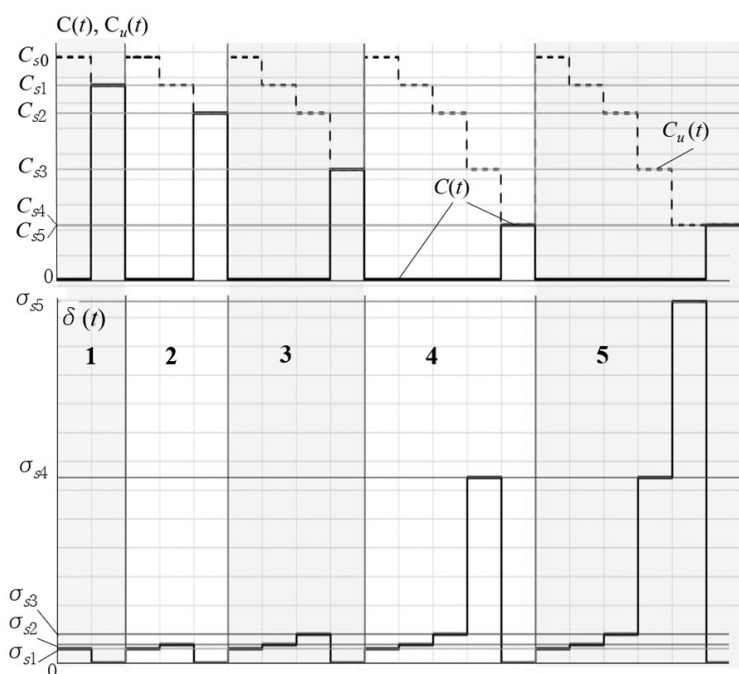 C(t), C_u(t)
C_s0
C_s1
C_s2
C_u(t)
C_s3
C(t)
C_s4
C_s5
0
σ_s5
δ(t)
1 2 3 4 5
σ_s4
σ_s3
σ_s2
σ_s1
0